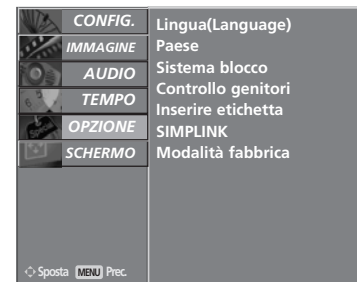 CONFIG.
IMMAGINE
AUDIO
TEMPO
OPZIONE
SCHERMO
Lingua(Language)
Paese
Sistema blocco
Controllo genitori
Inserire etichetta
SIMPLINK
Modalità fabbrica
Sposta MENU Prec.